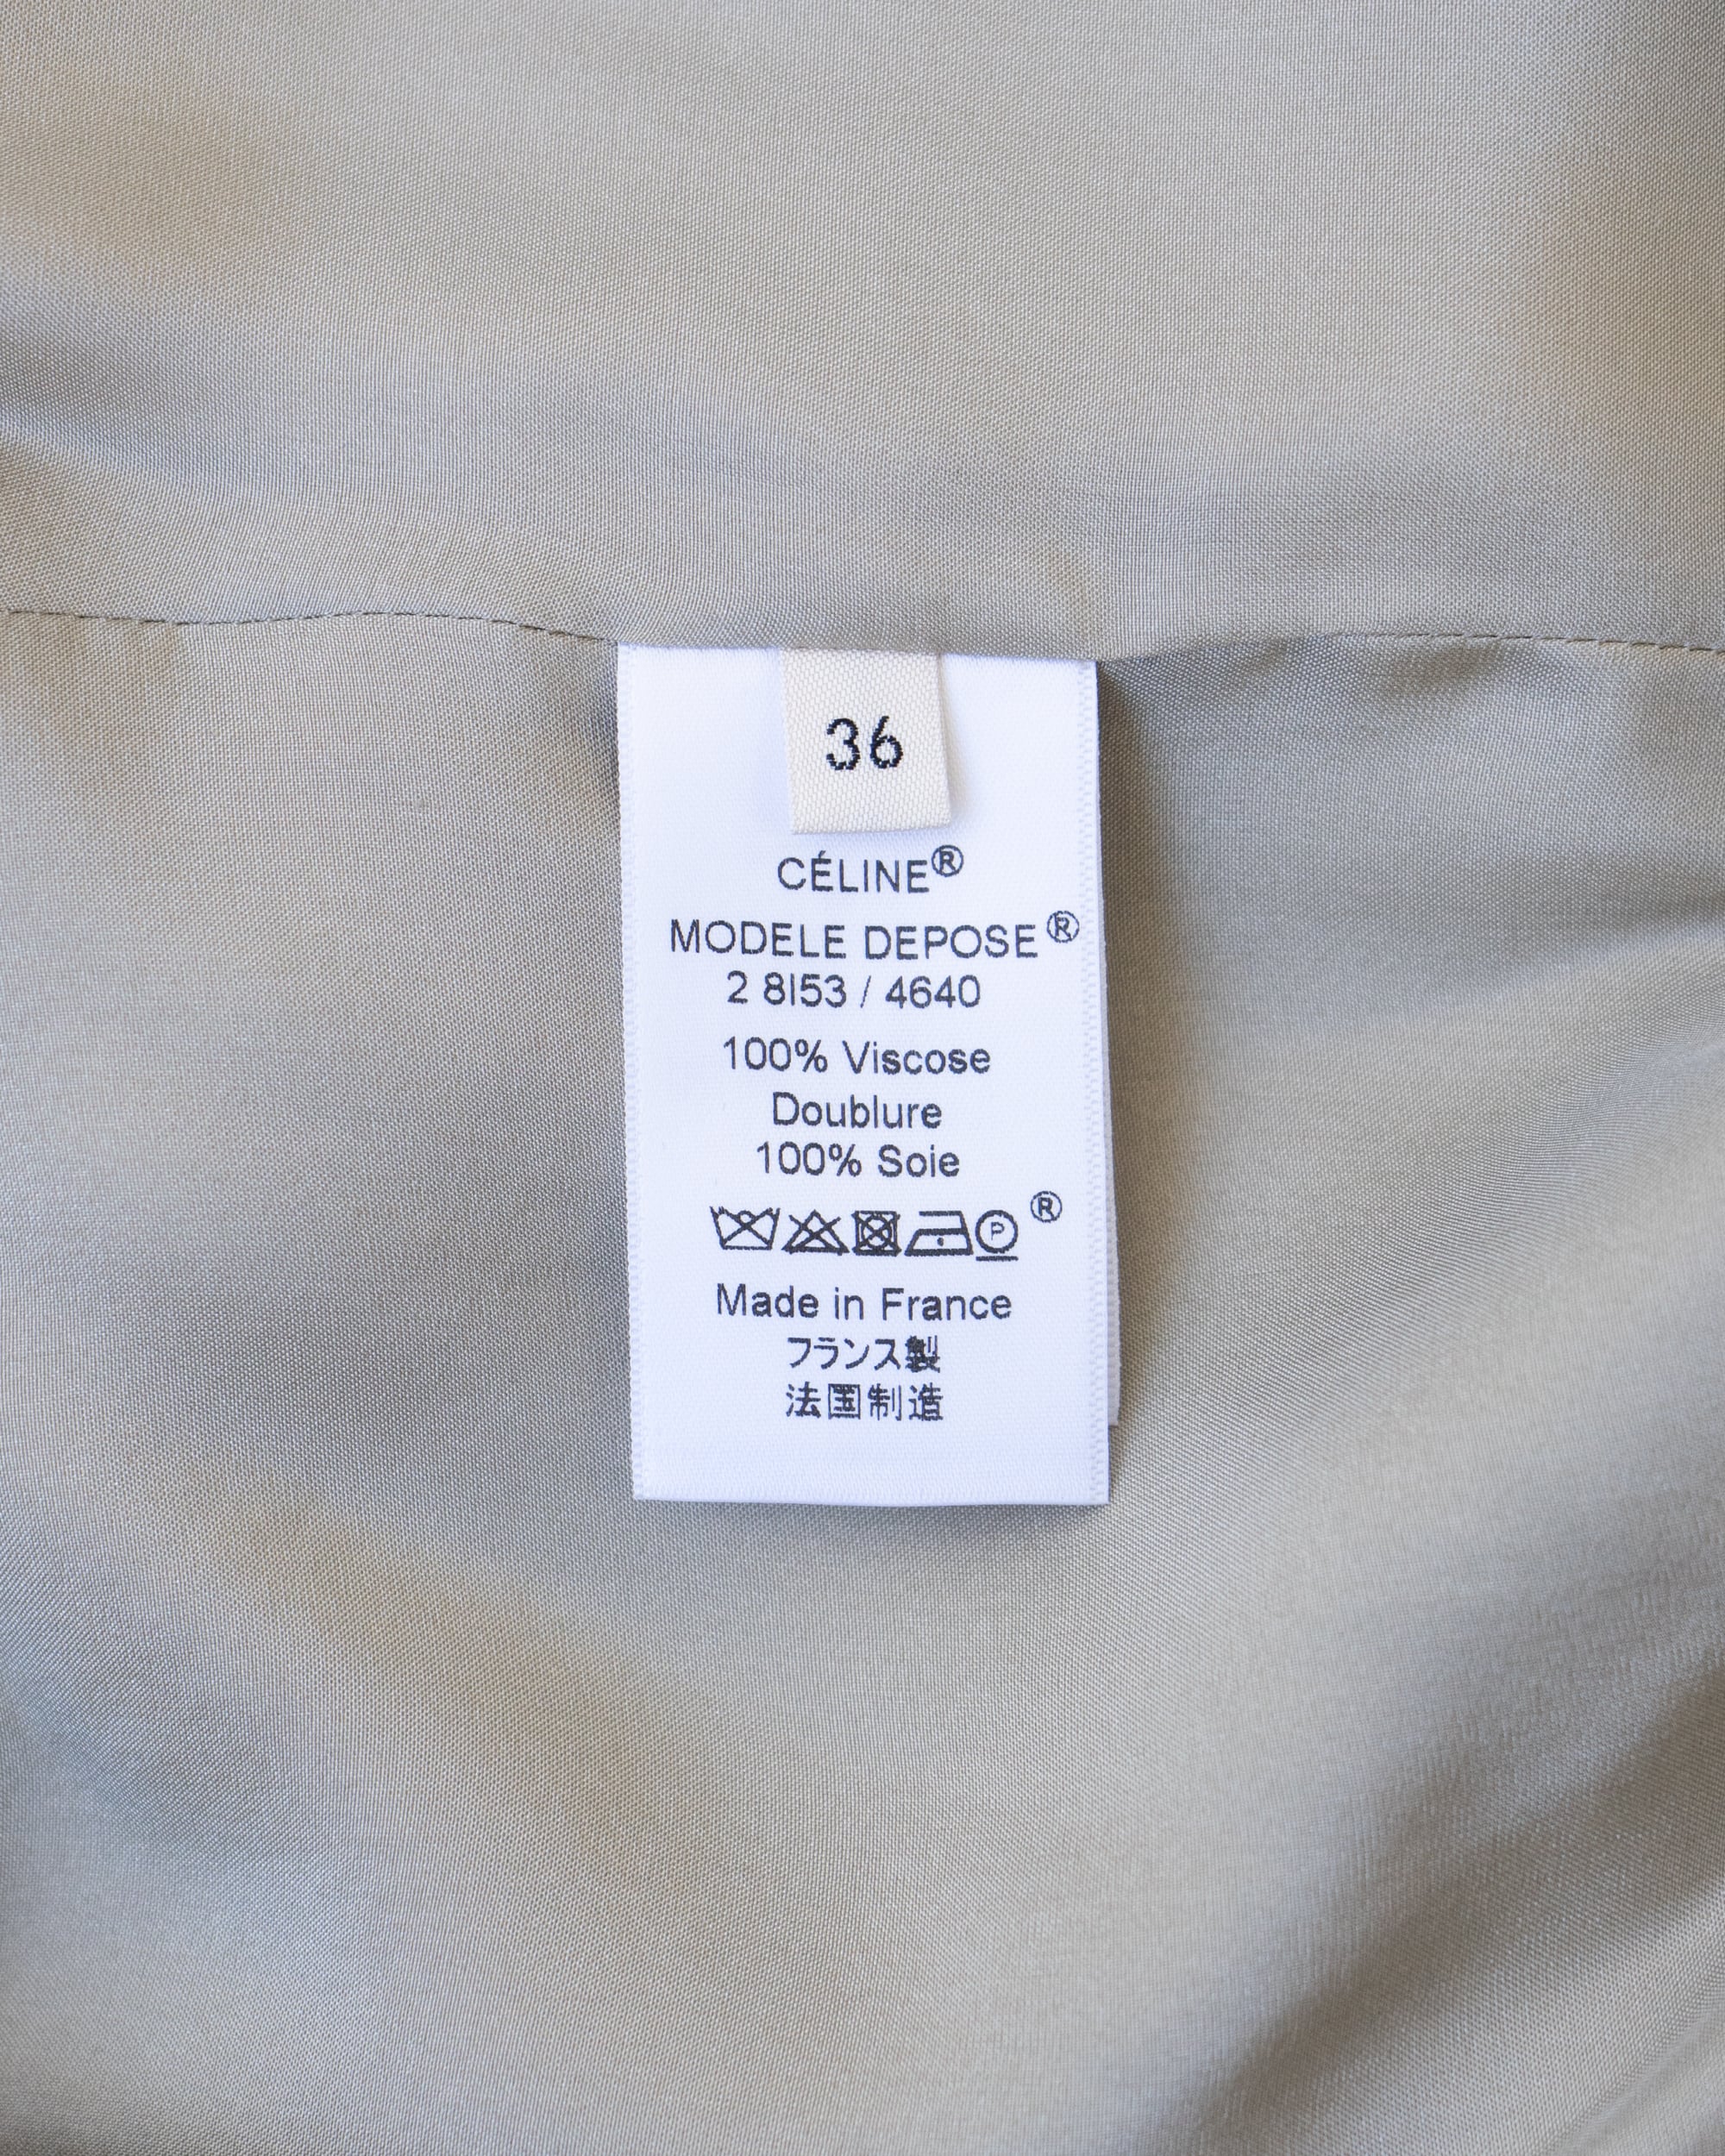 36
CÉLINE®
MODELE DEPOSE®
2 8I53 / 4640
100% Viscose
Doublure
100% Soie
P ®
Made in France
フランス製
法国制造